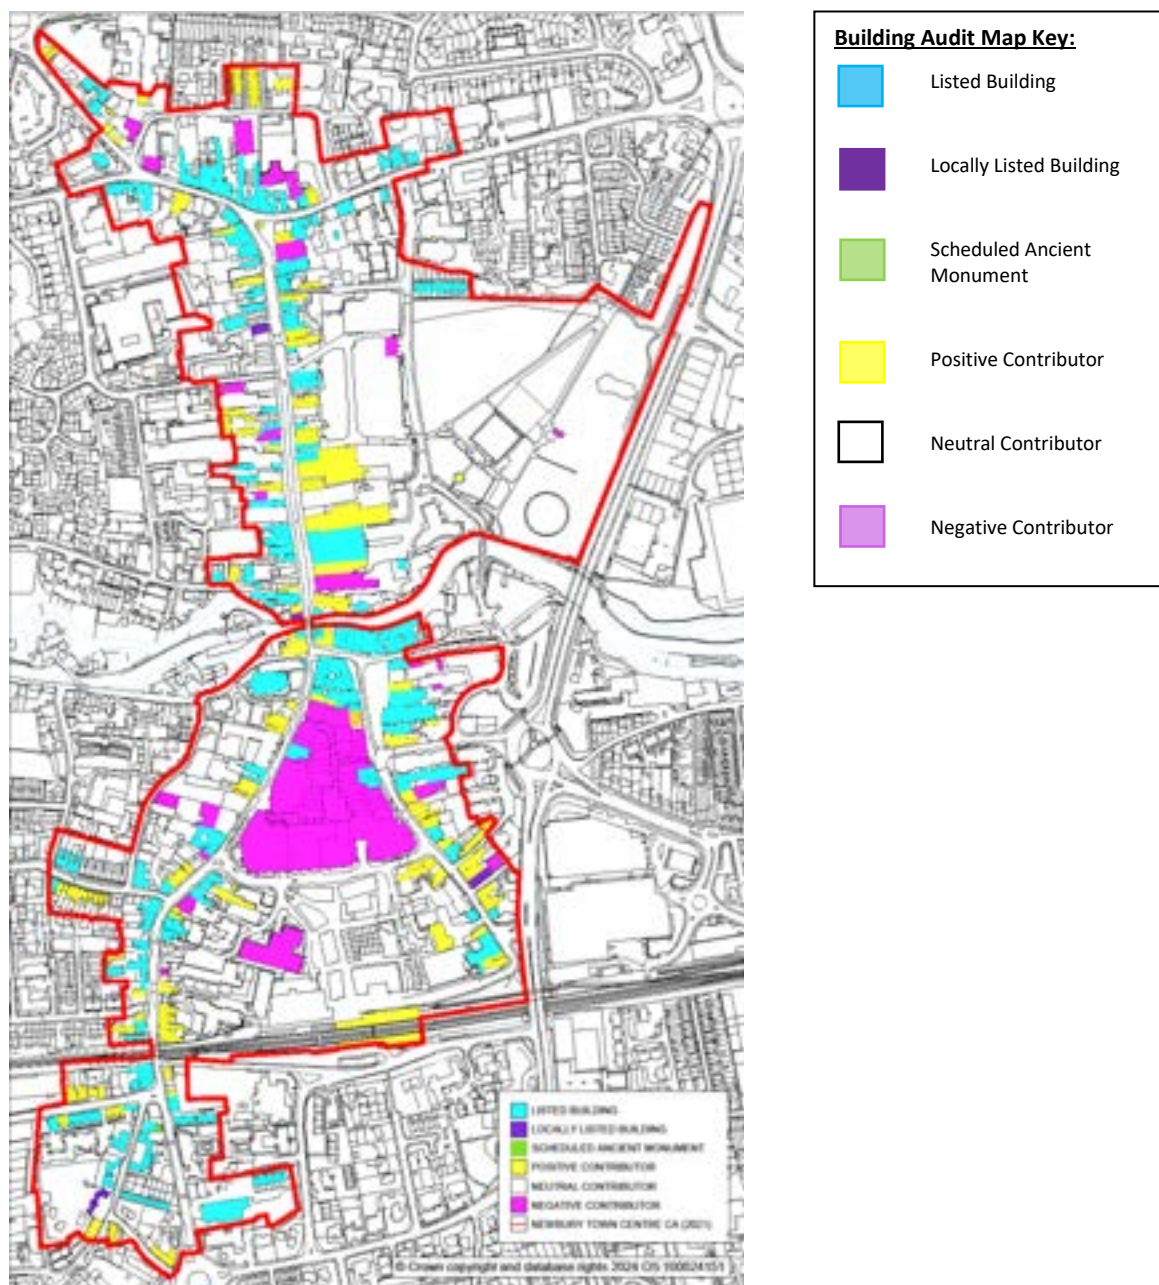 Building Audit Map Key:
Listed Building
Locally Listed Building
Scheduled Ancient
Monument
Positive Contributor
Neutral Contributor
Negative Contributor
LISTED BUILDING
LOCALLY LISTED BUILDING
SCHEDULED ANCIENT MONUMENT
POSITIVE CONTRIBUTOR
NEUTRAL CONTRIBUTOR
NEGATIVE CONTRIBUTOR
NEWBURY TOWN CENTRE CA (2021)
© Crown copyright and database rights 2024 OS 100024151